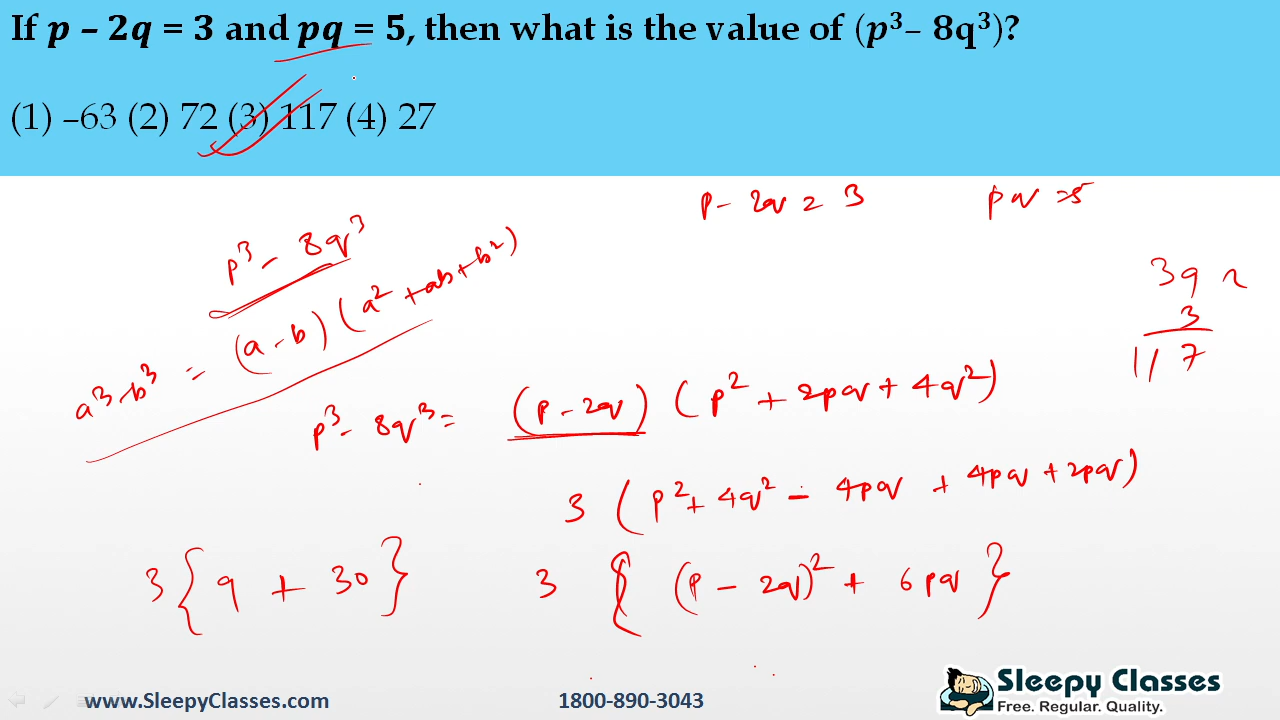 If p – 2q = 3 and pq = 5, then what is the value of (p³– 8q³)?
(1) –63 (2) 72 (3) 117 (4) 27
p - 2q = 3 pq = 5
p³ - 8q³
a³ - b³ = (a - b) (a² + ab + b²)
39 ×
3
117
p³ - 8q³ = (p - 2q) (p² + 2pq + 4q²)
3 (p² + 4q² - 4pq + 4pq + 2pq)
3 { (p - 2q)² + 6pq }
3 { 9 + 30 }
www.SleepyClasses.com
1800-890-3043
Sleepy Classes
Free. Regular. Quality.